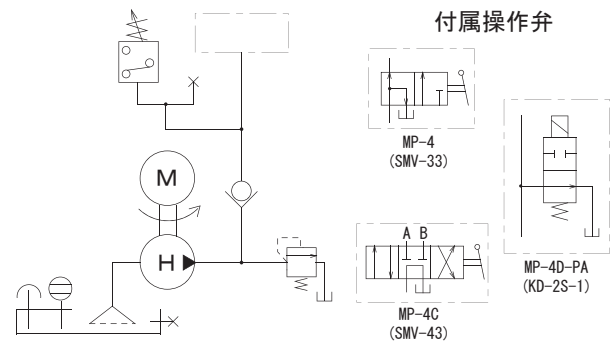 付属操作弁
MP-4
(SMV-33)
M
H
A B
MP-4C
(SMV-43)
MP-4D-PA
(KD-2S-1)